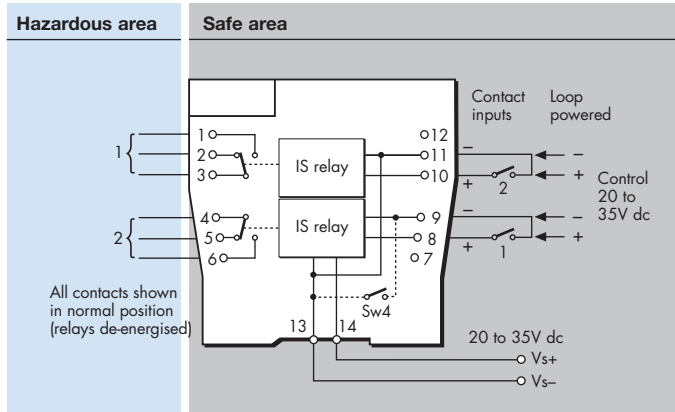 Hazardous area
Safe area
Contact
inputs
Loop
powered
1
1
2
3
IS relay
12
11
10
–
+
2
–
+
Control
20 to
35V dc
2
4
5
6
IS relay
9
8
7
–
+
1
–
+
All contacts shown
in normal position
(relays de-energised)
Sw4
13
14
20 to 35V dc
Vs+
Vs–